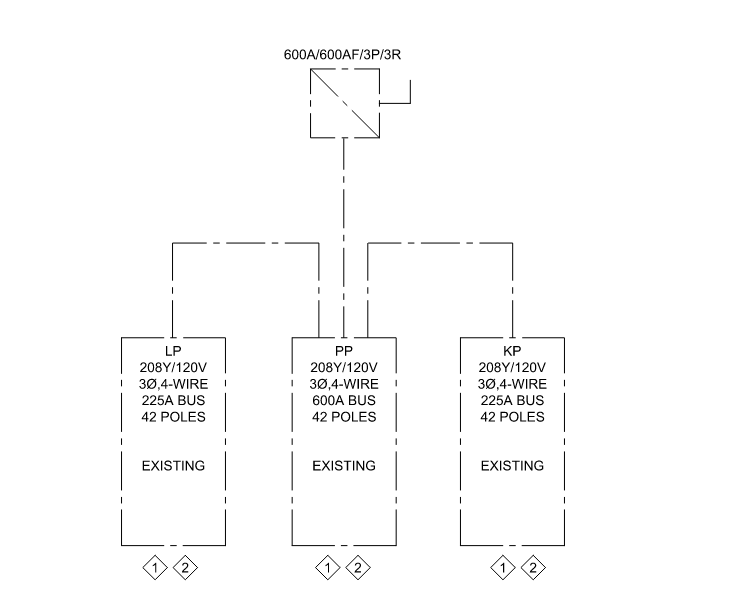 600A/600AF/3P/3R
LP
208Y/120V
3Ø,4-WIRE
225A BUS
42 POLES
EXISTING
1 2
PP
208Y/120V
3Ø,4-WIRE
600A BUS
42 POLES
EXISTING
1 2
KP
208Y/120V
3Ø,4-WIRE
225A BUS
42 POLES
EXISTING
1 2